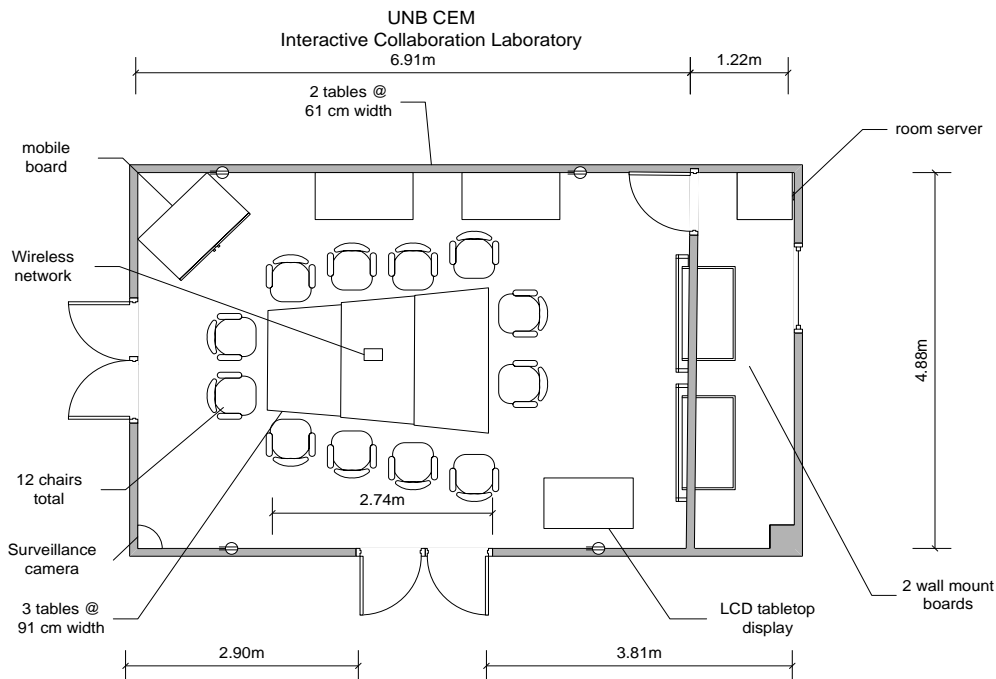 UNB CEM
Interactive Collaboration Laboratory
6.91m
1.22m
2 tables @
61 cm width
room server
mobile
board
Wireless
network
4.88m
12 chairs
total
2.74m
Surveillance
camera
3 tables @
91 cm width
LCD tabletop
display
2 wall mount
boards
2.90m
3.81m